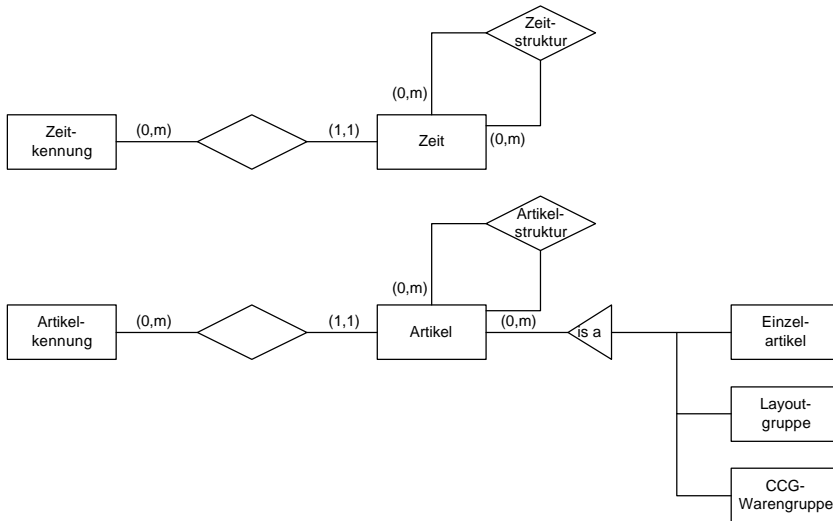 Zeit-
struktur
(0,m)
Zeit-
kennung
(0,m)
(1,1)
Zeit
(0,m)
Artikel-
struktur
(0,m)
Artikel-
kennung
(0,m)
(1,1)
Artikel
(0,m)
is a
Einzel-
artikel
Layout-
gruppe
CCG-
Warengruppe